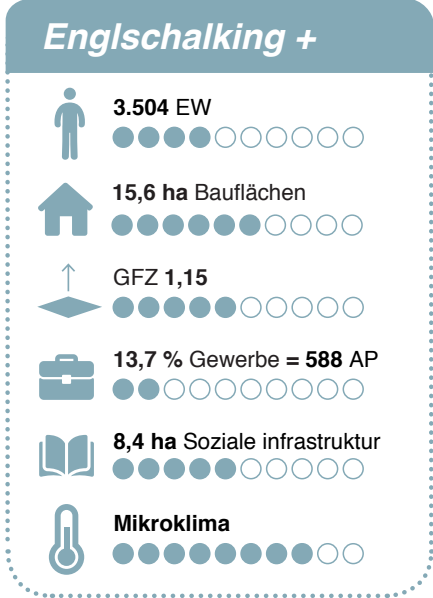 Englschalking +
3.504 EW
15,6 ha Bauflächen
GFZ 1,15
13,7 % Gewerbe = 588 AP
8,4 ha Soziale infrastruktur
Mikroklima